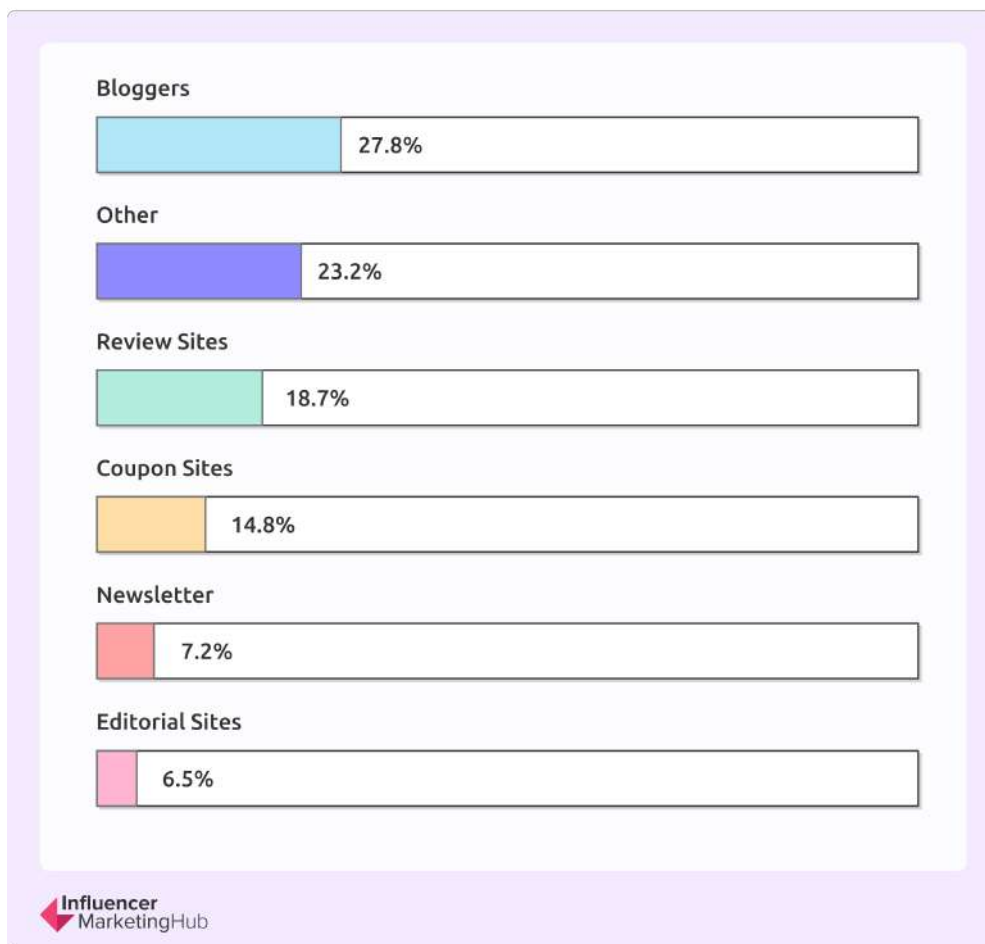 Bloggers
27.8%
Other
23.2%
Review Sites
18.7%
Coupon Sites
14.8%
Newsletter
7.2%
Editorial Sites
6.5%
Influencer
MarketingHub